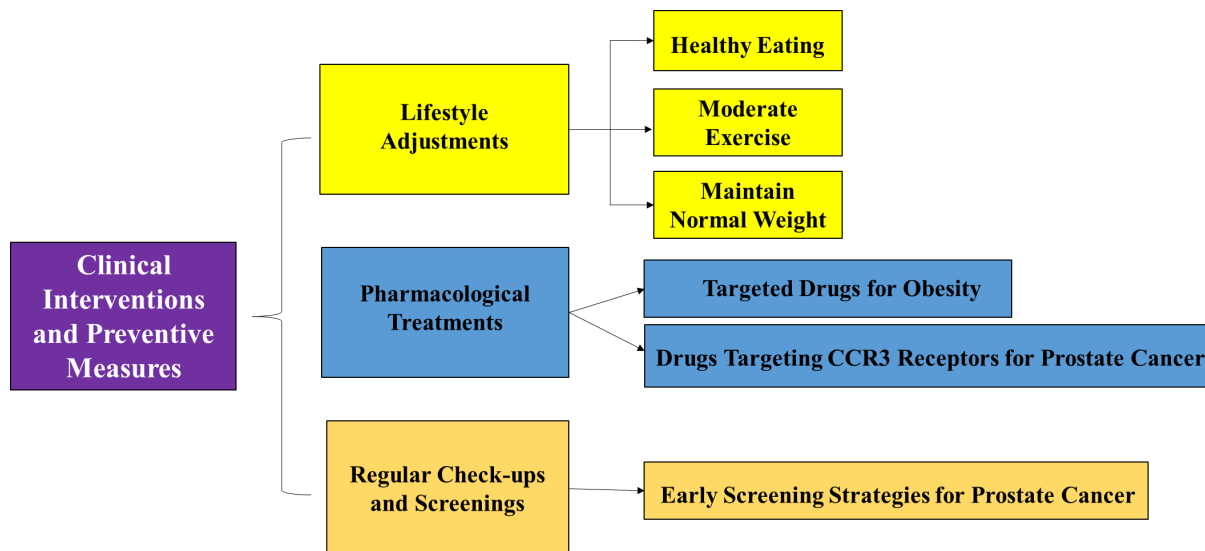 Clinical
Interventions
and Preventive
Measures
Lifestyle
Adjustments
Healthy Eating
Moderate
Exercise
Maintain
Normal Weight
Pharmacological
Treatments
Targeted Drugs for Obesity
Drugs Targeting CCR3 Receptors for Prostate Cancer
Regular Check-ups
and Screenings
Early Screening Strategies for Prostate Cancer